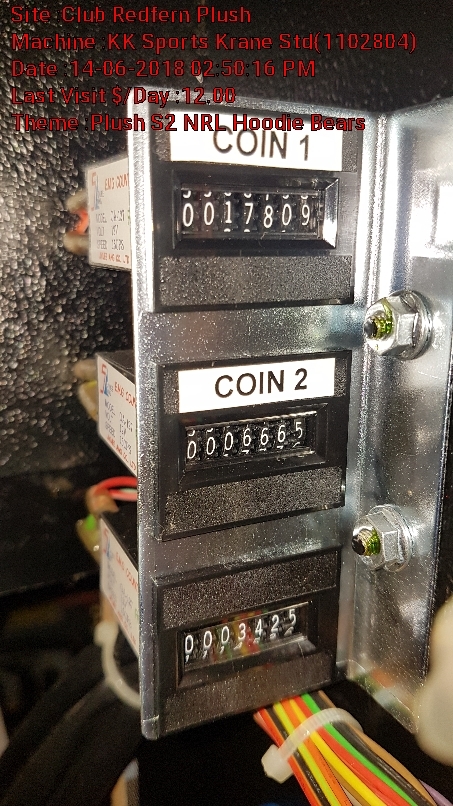 Site :Club Redfern Plush
Machine :KK Sports Krane Std(1102804)
Date :14-06-2018 02:50:16 PM
Last Visit $/Day :12.00
Theme :Plush S2 NRL Hoodie Bears
COIN 1
0017809
COIN 2
0006665
0003425